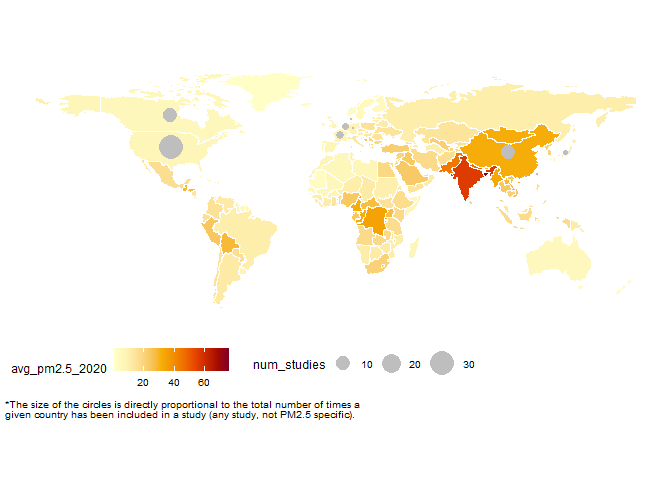 avg_pm2.5_2020
20 40 60
num_studies 10 20 30
*The size of the circles is directly proportional to the total number of times a
given country has been included in a study (any study, not PM2.5 specific).